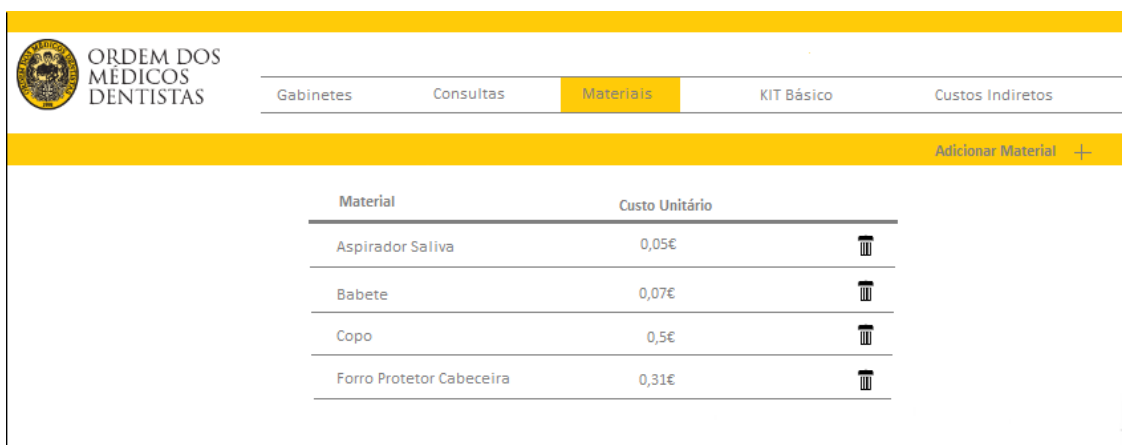 ORDEM DOS
MÉDICOS
DENTISTAS
Gabinetes Consultas Materiais KIT Básico Custos Indiretos
Adicionar Material +
Material Custo Unitário
Aspirador Saliva 0,05€
Babete 0,07€
Copo 0,5€
Forro Protetor Cabeceira 0,31€